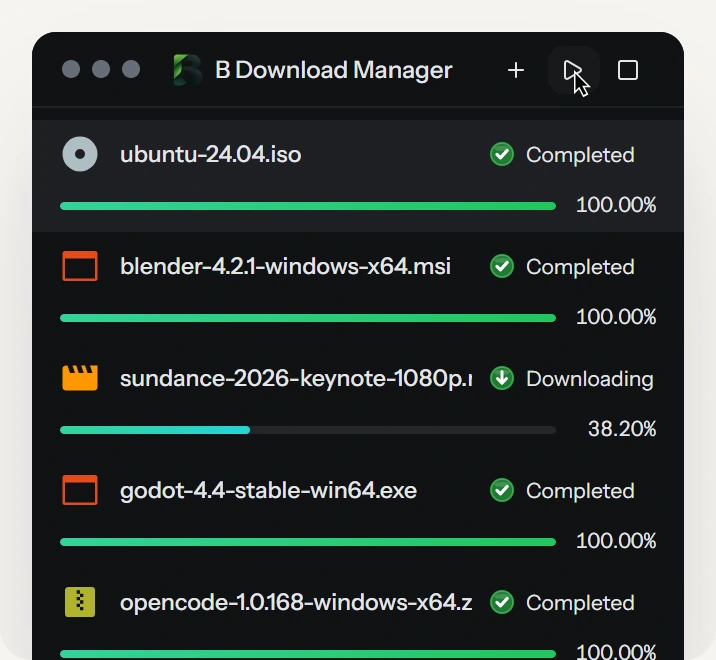 B Download Manager
ubuntu-24.04.iso Completed
100.00%
blender-4.2.1-windows-x64.msi Completed
100.00%
sundance-2026-keynote-1080p.r Downloading
38.20%
godot-4.4-stable-win64.exe Completed
100.00%
opencode-1.0.168-windows-x64.z Completed
100.00%